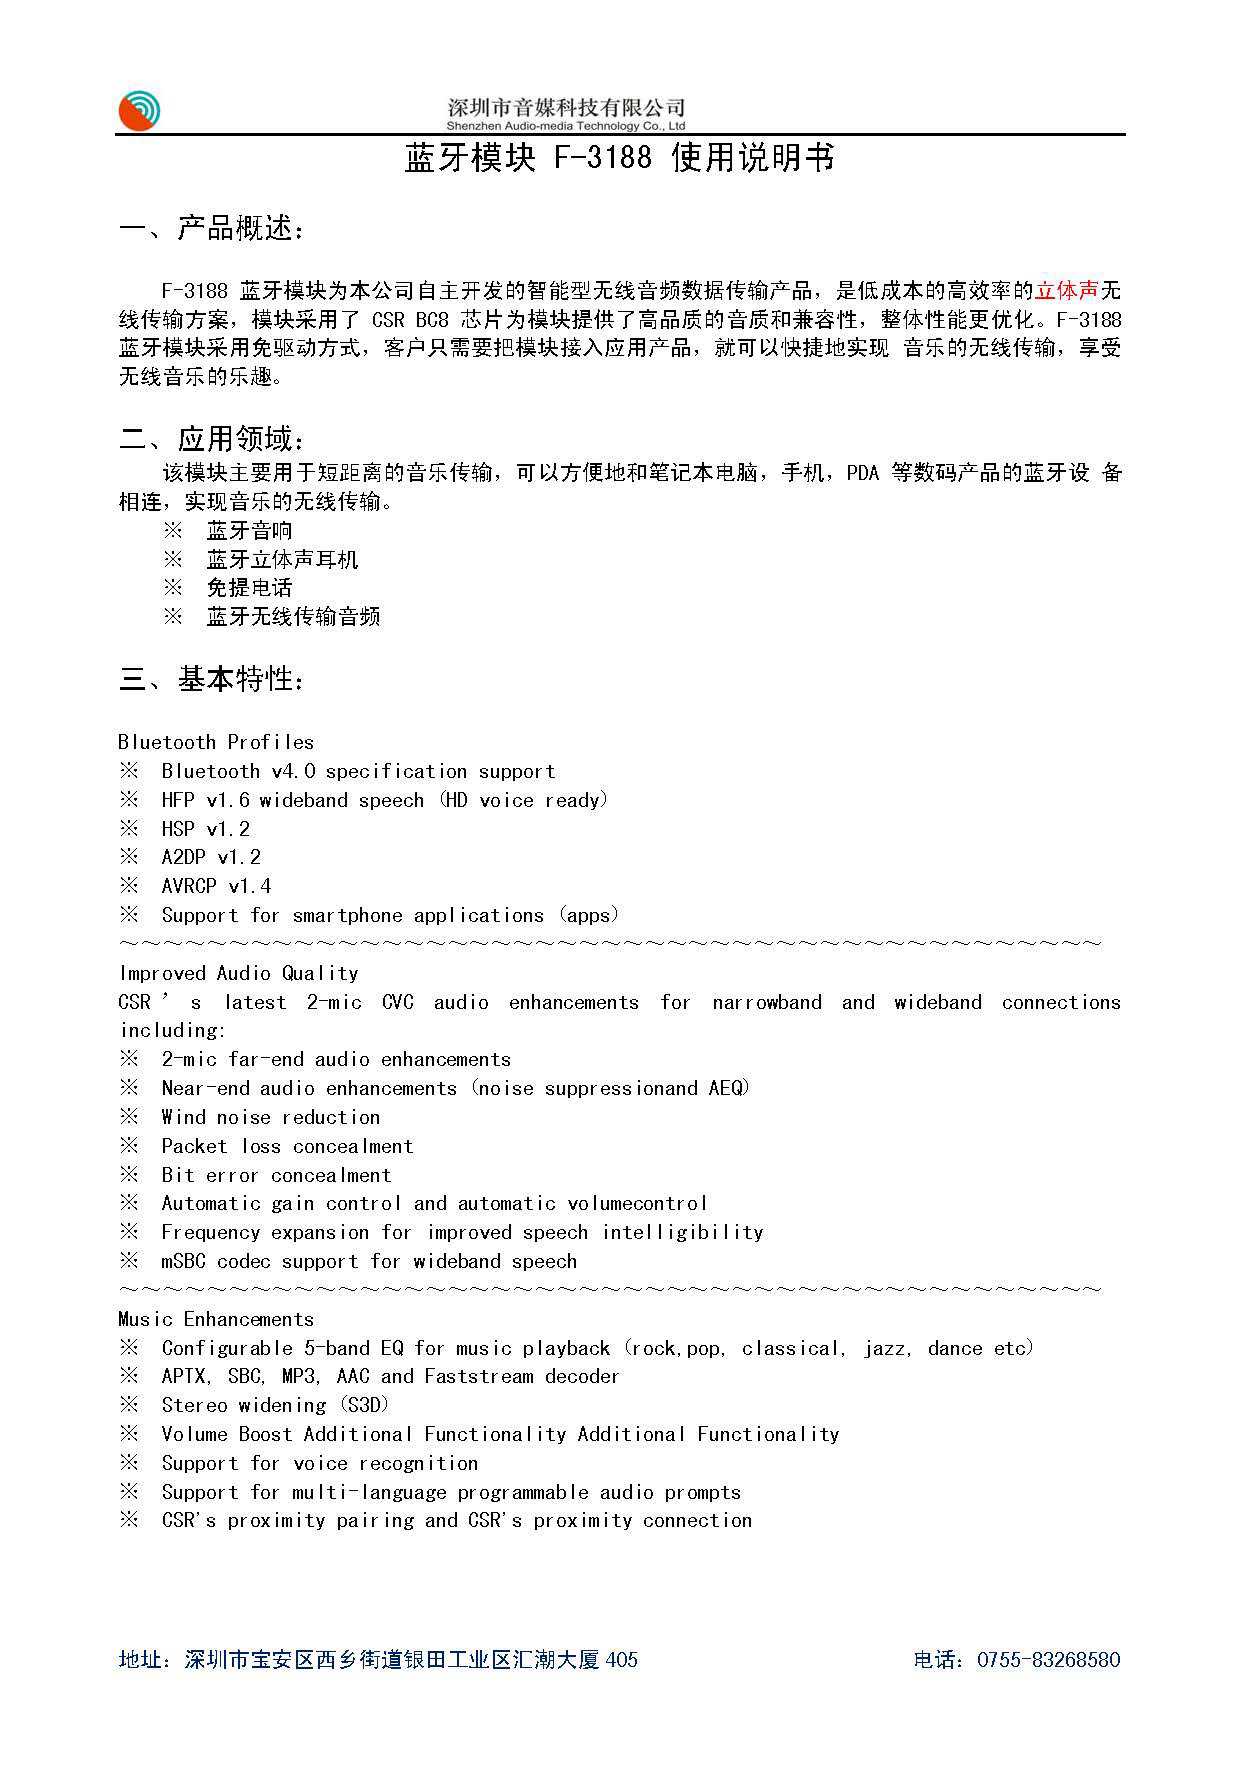 深圳市音媒科技有限公司
Shenzhen Audio-media Technology Co., Ltd
蓝牙模块 F-3188 使用说明书
一、产品概述：
F-3188 蓝牙模块为本公司自主开发的智能型无线音频数据传输产品，是低成本的高效率的立体声无
线传输方案，模块采用了 CSR BC8 芯片为模块提供了高品质的音质和兼容性，整体性能更优化。F-3188
蓝牙模块采用免驱动方式，客户只需要把模块接入应用产品，就可以快捷地实现 音乐的无线传输，享受
无线音乐的乐趣。
二、应用领域：
该模块主要用于短距离的音乐传输，可以方便地和笔记本电脑，手机，PDA 等数码产品的蓝牙设 备
相连，实现音乐的无线传输。
※ 蓝牙音响
※ 蓝牙立体声耳机
※ 免提电话
※ 蓝牙无线传输音频
三、基本特性：
Bluetooth Profiles
※ Bluetooth v4.0 specification support
※ HFP v1.6 wideband speech (HD voice ready)
※ HSP v1.2
※ A2DP v1.2
※ AVRCP v1.4
※ Support for smartphone applications (apps)
～～～～～～～～～～～～～～～～～～～～～～～～～～～～～～～～～～～～～～～～～～～～～
Improved Audio Quality
CSR ’ s latest 2-mic CVC audio enhancements for narrowband and wideband connections
including:
※ 2-mic far-end audio enhancements
※ Near-end audio enhancements (noise suppressionand AEQ)
※ Wind noise reduction
※ Packet loss concealment
※ Bit error concealment
※ Automatic gain control and automatic volumecontrol
※ Frequency expansion for improved speech intelligibility
※ mSBC codec support for wideband speech
～～～～～～～～～～～～～～～～～～～～～～～～～～～～～～～～～～～～～～～～～～～～～
Music Enhancements
※ Configurable 5-band EQ for music playback (rock,pop, classical, jazz, dance etc)
※ APTX, SBC, MP3, AAC and Faststream decoder
※ Stereo widening (S3D)
※ Volume Boost Additional Functionality Additional Functionality
※ Support for voice recognition
※ Support for multi-language programmable audio prompts
※ CSR's proximity pairing and CSR's proximity connection
地址：深圳市宝安区西乡街道银田工业区汇潮大厦 405 电话：0755-83268580